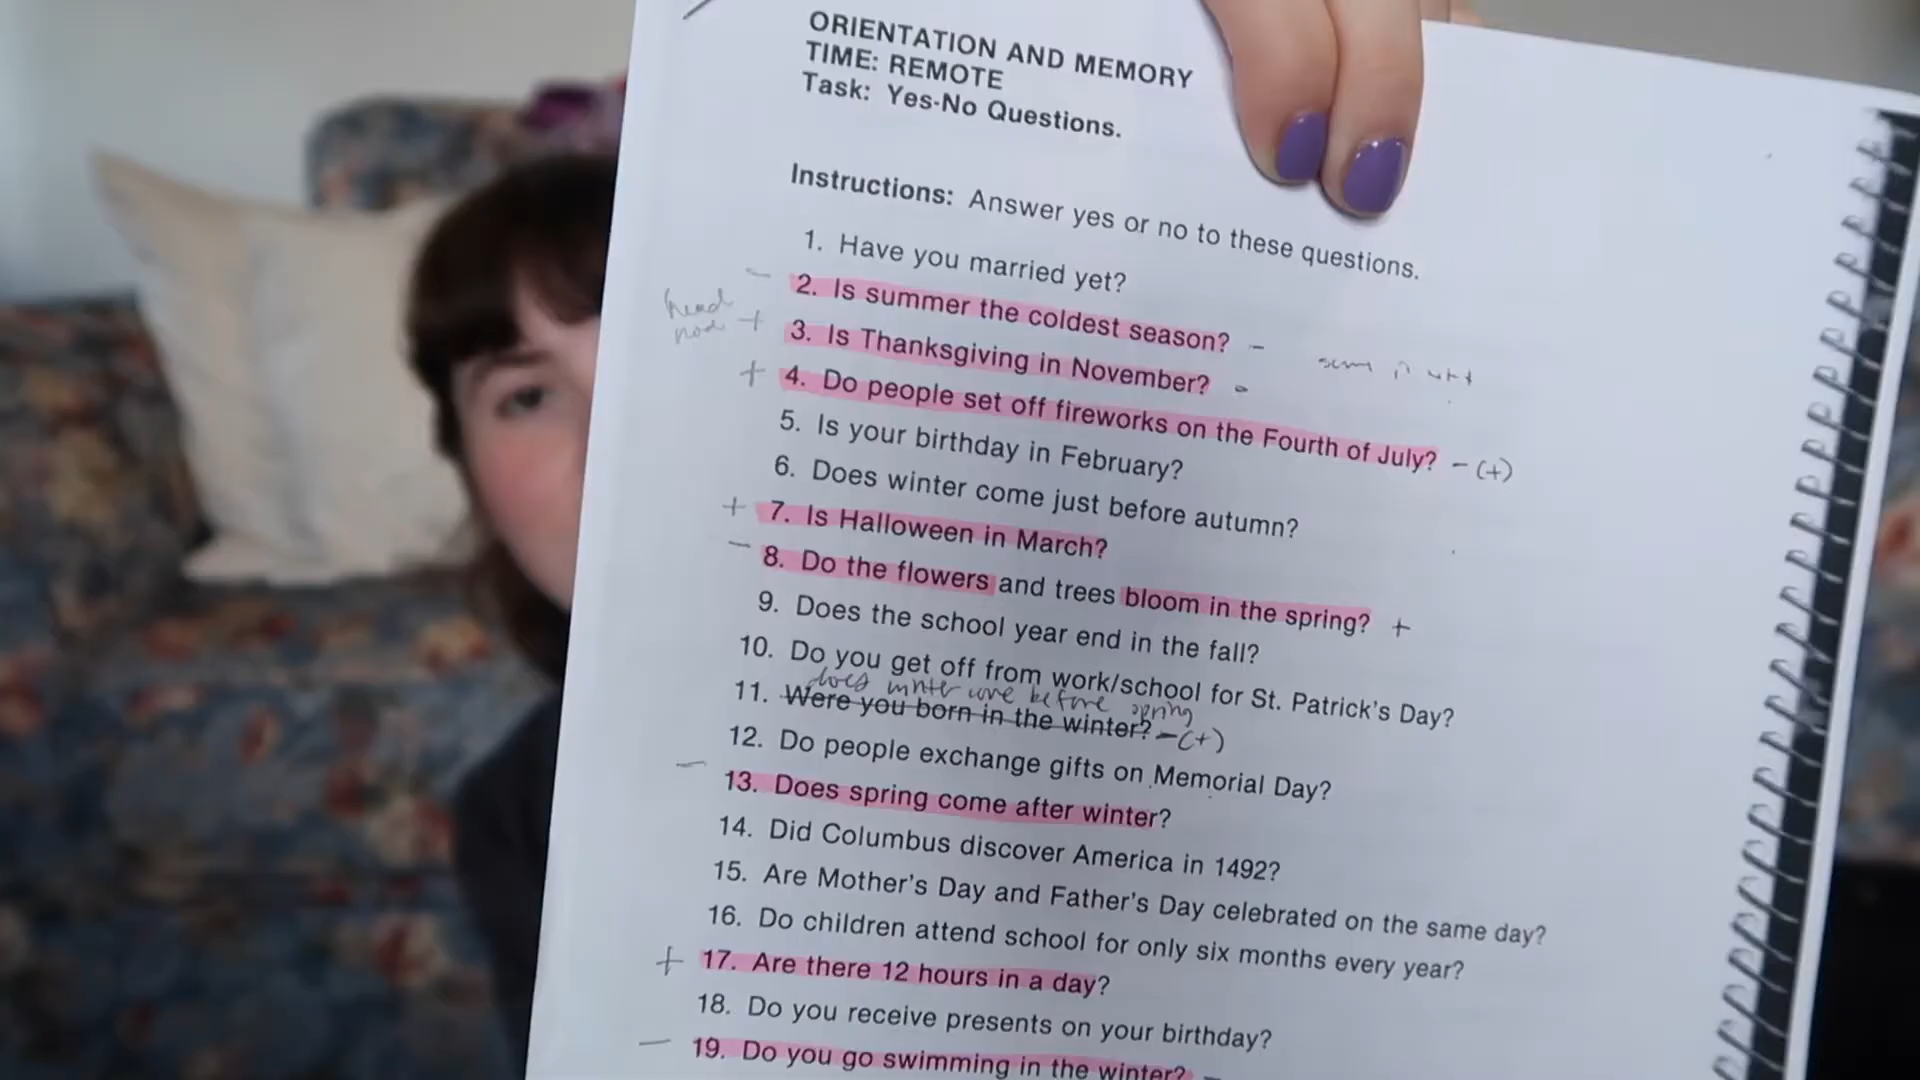 ORIENTATION AND MEMORY
TIME: REMOTE
Task: Yes-No Questions.
Instructions: Answer yes or no to these questions.
1. Have you married yet?
− 2. Is summer the coldest season? −
head nod + 3. Is Thanksgiving in November?
+ 4. Do people set off fireworks on the Fourth of July? − (+)
5. Is your birthday in February?
6. Does winter come just before autumn?
+ 7. Is Halloween in March?
− 8. Do the flowers and trees bloom in the spring? +
9. Does the school year end in the fall?
10. Do you get off from work/school for St. Patrick's Day?
does winter come before spring
11. Were you born in the winter? − (+)
12. Do people exchange gifts on Memorial Day?
− 13. Does spring come after winter?
14. Did Columbus discover America in 1492?
15. Are Mother's Day and Father's Day celebrated on the same day?
16. Do children attend school for only six months every year?
+ 17. Are there 12 hours in a day?
18. Do you receive presents on your birthday?
− 19. Do you go swimming in the winter? −